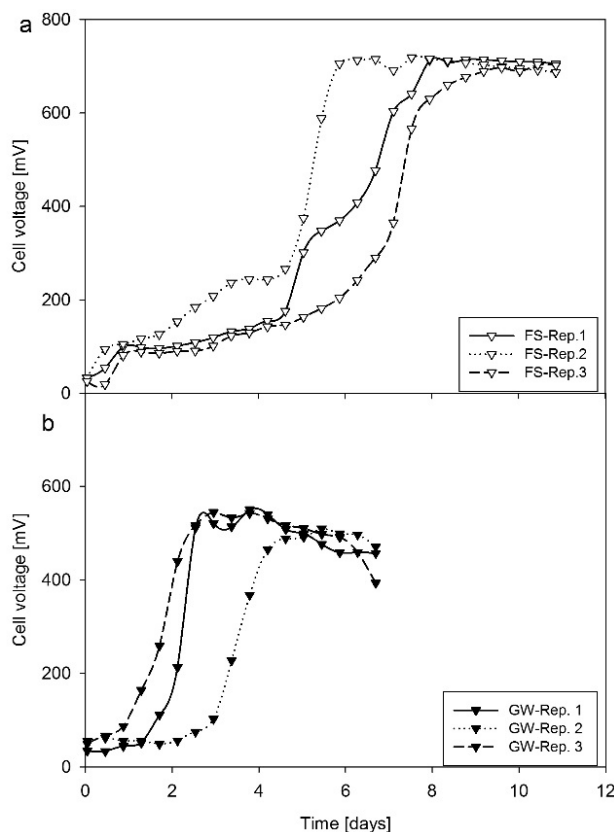 a
800
600
400
200
0
Cell voltage [mV]
FS-Rep.1
FS-Rep.2
FS-Rep.3
b
600
400
200
0
Cell voltage [mV]
GW-Rep. 1
GW-Rep. 2
GW-Rep. 3
0 2 4 6 8 10 12
Time [days]